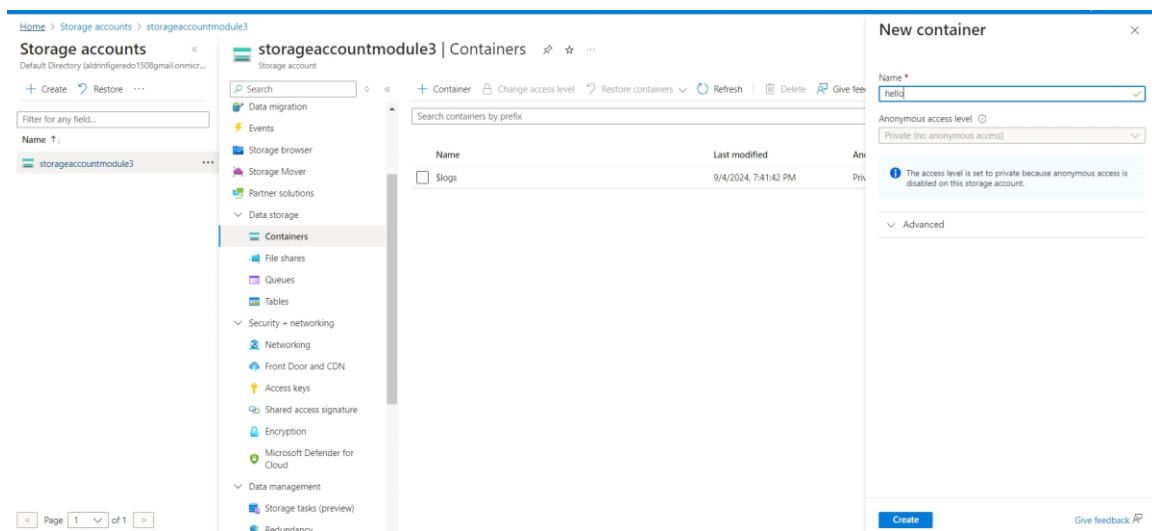 Home > Storage accounts > storageaccountmodule3
Storage accounts
Default Directory (aldrinfigeredo1508gmail.onmicr...
+ Create Restore ...
Filter for any field...
Name ↑↓
storageaccountmodule3 ...
Page 1 of 1
storageaccountmodule3 | Containers ...
Storage account
Search
Data migration
Events
Storage browser
Storage Mover
Partner solutions
Data storage
Containers
File shares
Queues
Tables
Security + networking
Networking
Front Door and CDN
Access keys
Shared access signature
Encryption
Microsoft Defender for
Cloud
Data management
Storage tasks (preview)
Redundancy
+ Container Change access level Restore containers Refresh Delete Give fee
Search containers by prefix
Name Last modified An
$logs 9/4/2024, 7:41:42 PM Priv
New container
Name *
hello
Anonymous access level
Private (no anonymous access)
The access level is set to private because anonymous access is
disabled on this storage account.
Advanced
Create Give feedback